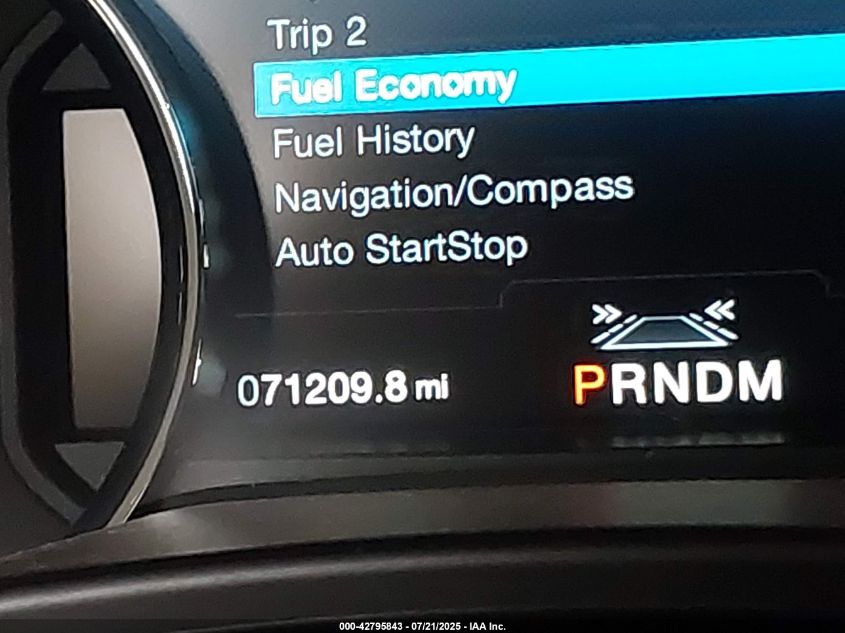 Trip 2
Fuel Economy
Fuel History
Navigation/Compass
Auto StartStop
071209.8 mi
PRNDM
000-42795843 - 07/21/2025 - IAA Inc.